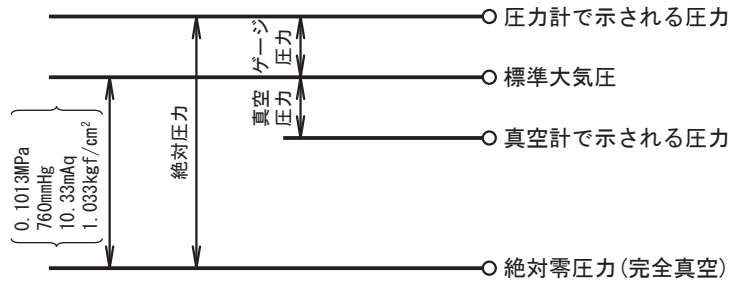 圧力計で示される圧力
ゲージ
圧力
標準大気圧
真空
圧力
真空計で示される圧力
絶対圧力
0.1013MPa
760mmHg
10.33mAq
1.033kgf/cm²
絶対零圧力(完全真空)